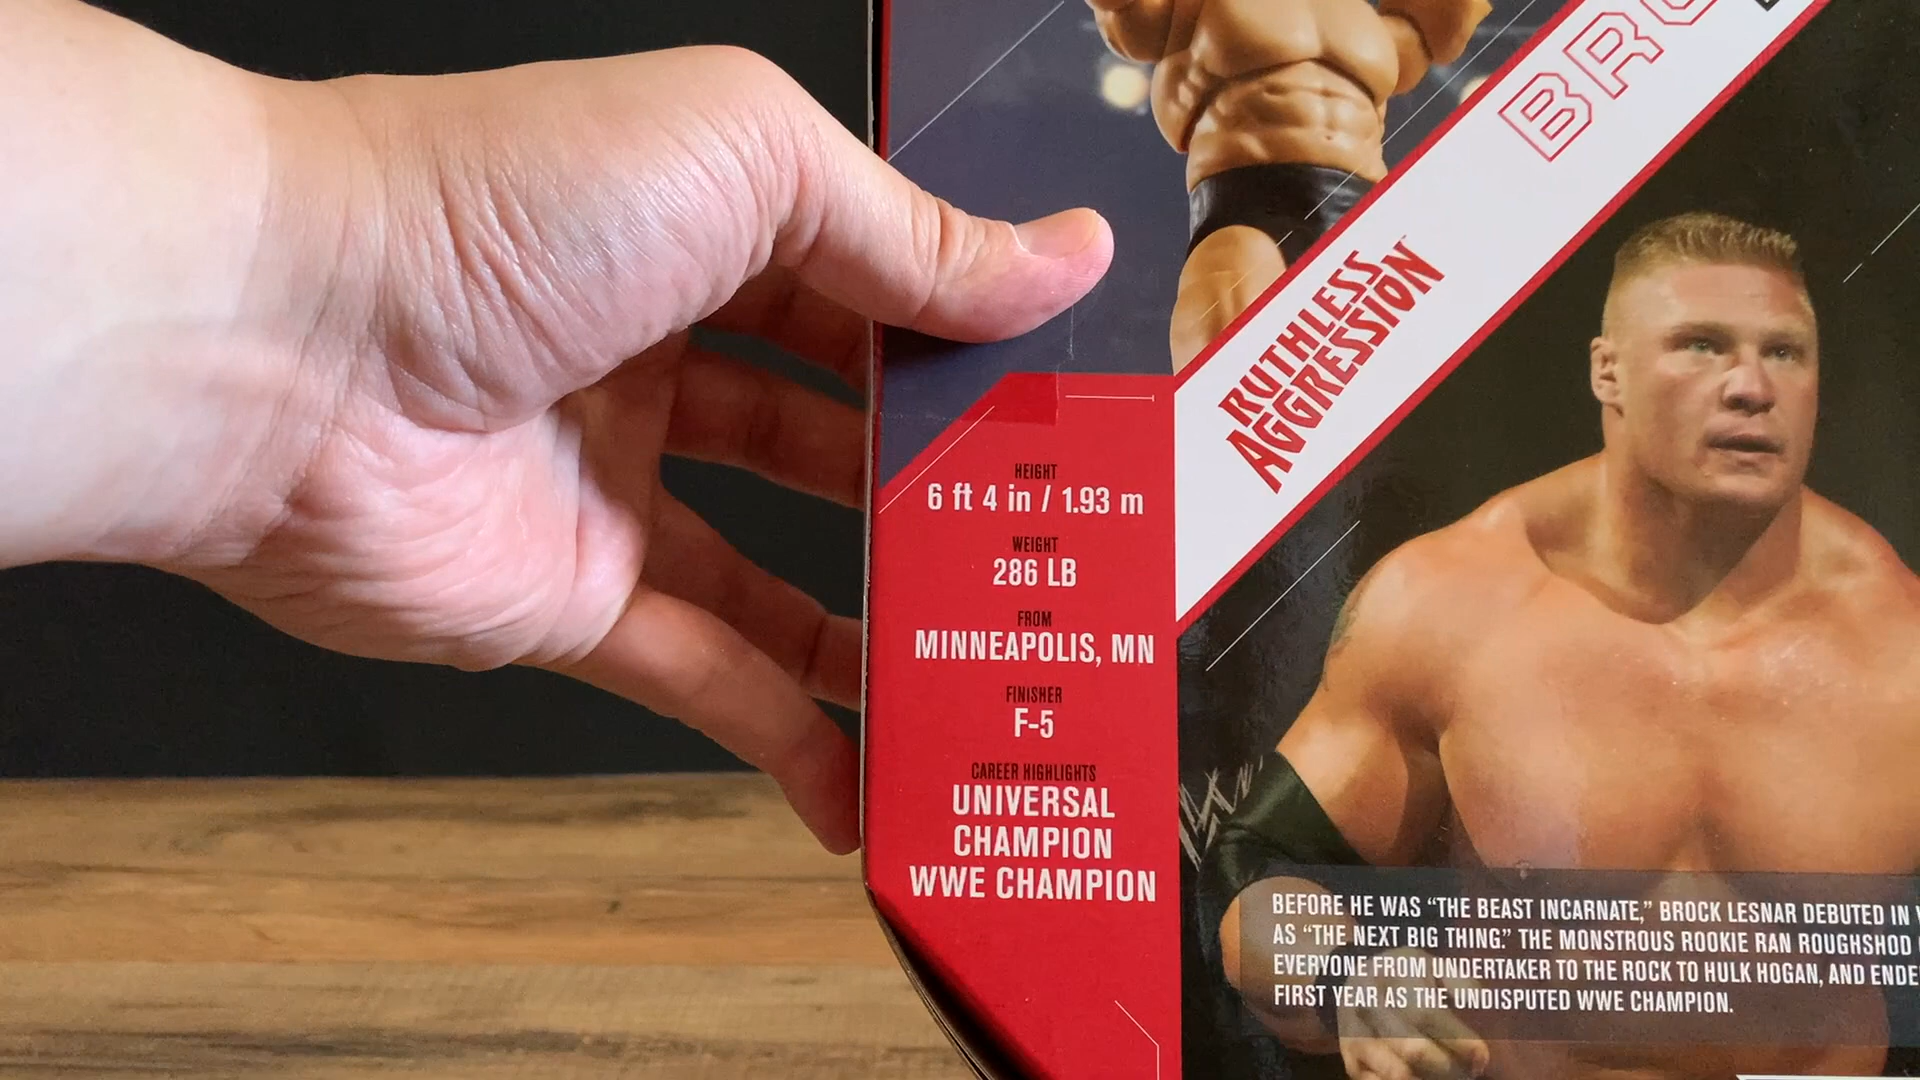 BRO
RUTHLESS
AGGRESSION
HEIGHT
6 ft 4 in / 1.93 m
WEIGHT
286 LB
FROM
MINNEAPOLIS, MN
FINISHER
F-5
CAREER HIGHLIGHTS
UNIVERSAL
CHAMPION
WWE CHAMPION
BEFORE HE WAS “THE BEAST INCARNATE,” BROCK LESNAR DEBUTED IN
AS “THE NEXT BIG THING.” THE MONSTROUS ROOKIE RAN ROUGHSHOD
EVERYONE FROM UNDERTAKER TO THE ROCK TO HULK HOGAN, AND ENDE
FIRST YEAR AS THE UNDISPUTED WWE CHAMPION.